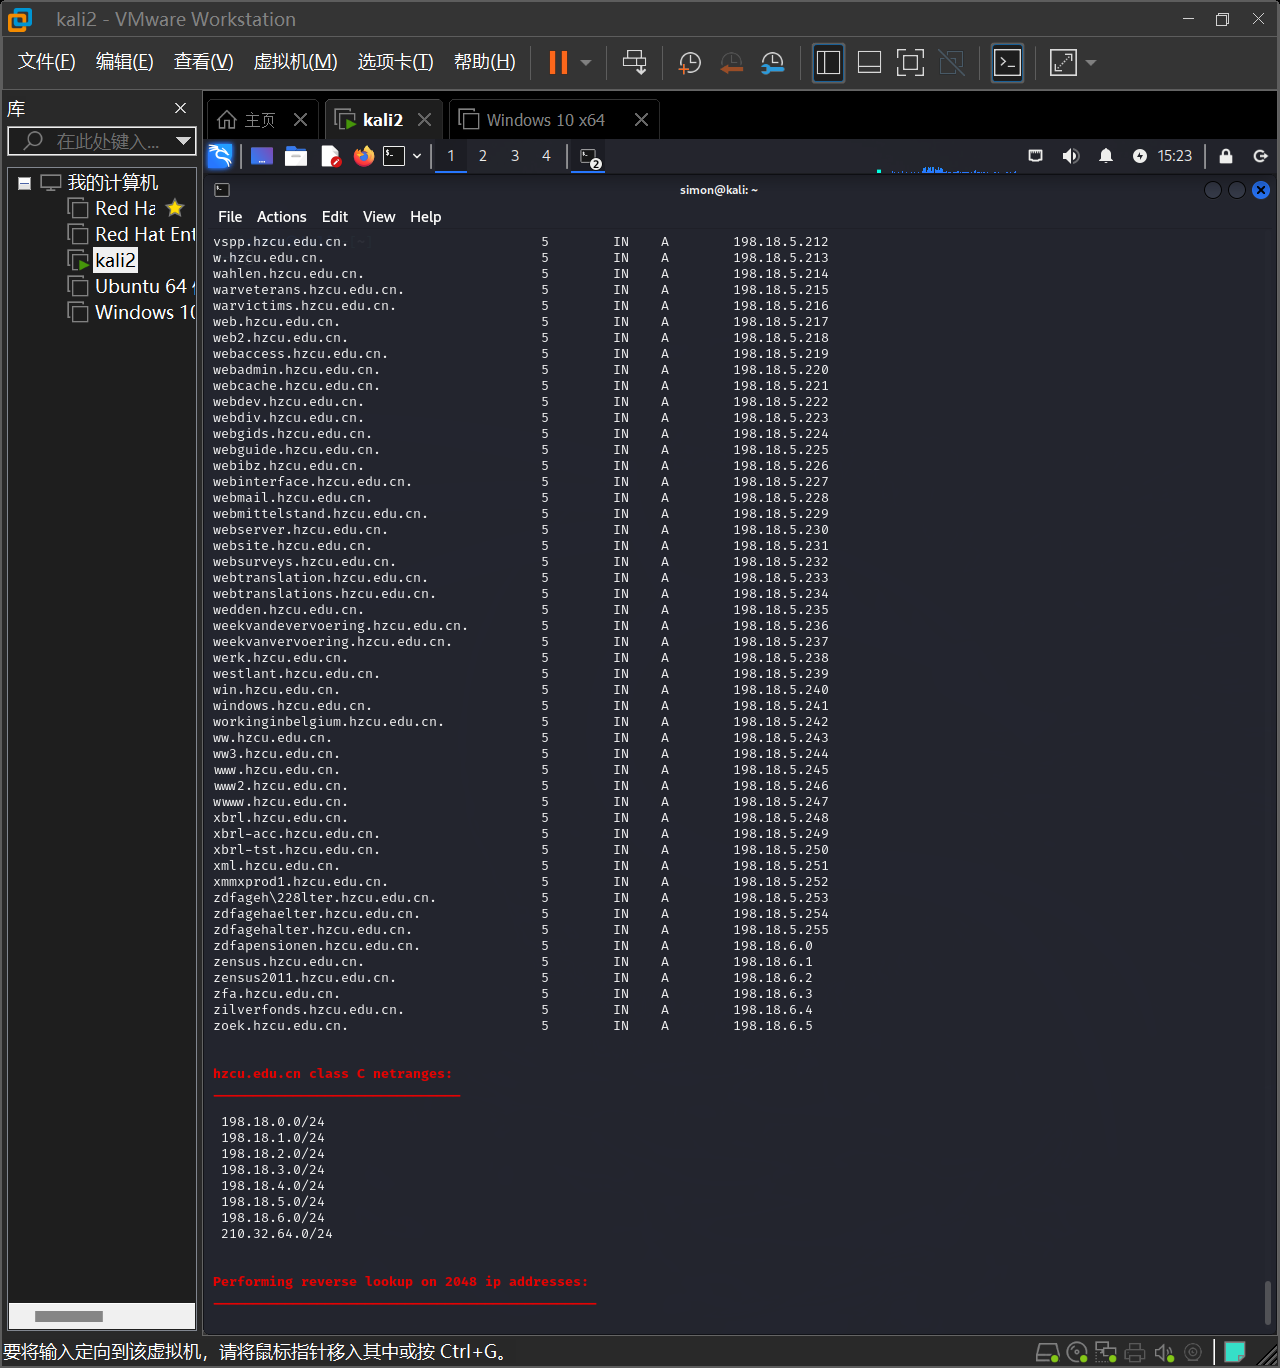 kali2 - VMware Workstation
文件(F) 编辑(E) 查看(V) 虚拟机(M) 选项卡(T) 帮助(H)
库
在此处键入...
我的计算机
Red Ha
Red Hat Ent
kali2
Ubuntu 64
Windows 10
主页 kali2 Windows 10 x64
1 2 3 4 2 15:23
simon@kali: ~
File Actions Edit View Help
vspp.hzcu.edu.cn. 5 IN A 198.18.5.212
w.hzcu.edu.cn. 5 IN A 198.18.5.213
wahlen.hzcu.edu.cn. 5 IN A 198.18.5.214
warveterans.hzcu.edu.cn. 5 IN A 198.18.5.215
warvictims.hzcu.edu.cn. 5 IN A 198.18.5.216
web.hzcu.edu.cn. 5 IN A 198.18.5.217
web2.hzcu.edu.cn. 5 IN A 198.18.5.218
webaccess.hzcu.edu.cn. 5 IN A 198.18.5.219
webadmin.hzcu.edu.cn. 5 IN A 198.18.5.220
webcache.hzcu.edu.cn. 5 IN A 198.18.5.221
webdev.hzcu.edu.cn. 5 IN A 198.18.5.222
webdiv.hzcu.edu.cn. 5 IN A 198.18.5.223
webgids.hzcu.edu.cn. 5 IN A 198.18.5.224
webguide.hzcu.edu.cn. 5 IN A 198.18.5.225
webibz.hzcu.edu.cn. 5 IN A 198.18.5.226
webinterface.hzcu.edu.cn. 5 IN A 198.18.5.227
webmail.hzcu.edu.cn. 5 IN A 198.18.5.228
webmittelstand.hzcu.edu.cn. 5 IN A 198.18.5.229
webserver.hzcu.edu.cn. 5 IN A 198.18.5.230
website.hzcu.edu.cn. 5 IN A 198.18.5.231
websurveys.hzcu.edu.cn. 5 IN A 198.18.5.232
webtranslation.hzcu.edu.cn. 5 IN A 198.18.5.233
webtranslations.hzcu.edu.cn. 5 IN A 198.18.5.234
wedden.hzcu.edu.cn. 5 IN A 198.18.5.235
weekvandevervoering.hzcu.edu.cn. 5 IN A 198.18.5.236
weekvanvervoering.hzcu.edu.cn. 5 IN A 198.18.5.237
werk.hzcu.edu.cn. 5 IN A 198.18.5.238
westlant.hzcu.edu.cn. 5 IN A 198.18.5.239
win.hzcu.edu.cn. 5 IN A 198.18.5.240
windows.hzcu.edu.cn. 5 IN A 198.18.5.241
workinginbelgium.hzcu.edu.cn. 5 IN A 198.18.5.242
ww.hzcu.edu.cn. 5 IN A 198.18.5.243
ww3.hzcu.edu.cn. 5 IN A 198.18.5.244
www.hzcu.edu.cn. 5 IN A 198.18.5.245
www2.hzcu.edu.cn. 5 IN A 198.18.5.246
wwww.hzcu.edu.cn. 5 IN A 198.18.5.247
xbrl.hzcu.edu.cn. 5 IN A 198.18.5.248
xbrl-acc.hzcu.edu.cn. 5 IN A 198.18.5.249
xbrl-tst.hzcu.edu.cn. 5 IN A 198.18.5.250
xml.hzcu.edu.cn. 5 IN A 198.18.5.251
xmmxprod1.hzcu.edu.cn. 5 IN A 198.18.5.252
zdfageh\228lter.hzcu.edu.cn. 5 IN A 198.18.5.253
zdfagehaelter.hzcu.edu.cn. 5 IN A 198.18.5.254
zdfagehalter.hzcu.edu.cn. 5 IN A 198.18.5.255
zdfapensionen.hzcu.edu.cn. 5 IN A 198.18.6.0
zensus.hzcu.edu.cn. 5 IN A 198.18.6.1
zensus2011.hzcu.edu.cn. 5 IN A 198.18.6.2
zfa.hzcu.edu.cn. 5 IN A 198.18.6.3
zilverfonds.hzcu.edu.cn. 5 IN A 198.18.6.4
zoek.hzcu.edu.cn. 5 IN A 198.18.6.5
hzcu.edu.cn class C netranges:
198.18.0.0/24
198.18.1.0/24
198.18.2.0/24
198.18.3.0/24
198.18.4.0/24
198.18.5.0/24
198.18.6.0/24
210.32.64.0/24
Performing reverse lookup on 2048 ip addresses:
要将输入定向到该虚拟机，请将鼠标指针移入其中或按 Ctrl+G。